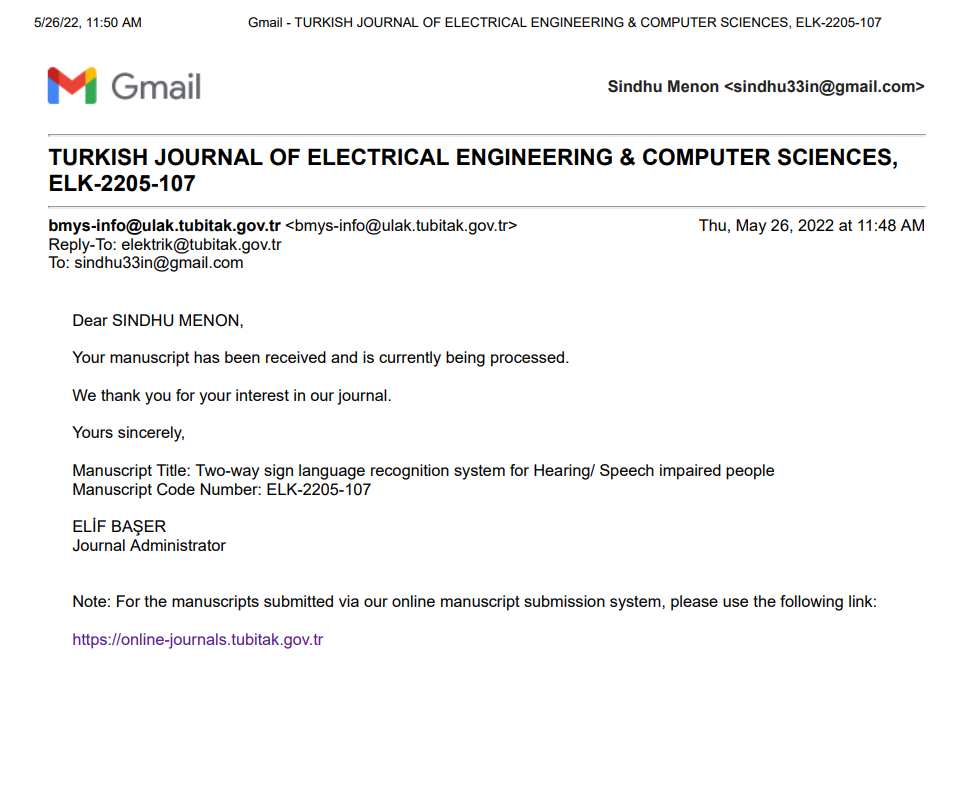 5/26/22, 11:50 AM Gmail - TURKISH JOURNAL OF ELECTRICAL ENGINEERING & COMPUTER SCIENCES, ELK-2205-107
Gmail
Sindhu Menon <sindhu33in@gmail.com>
TURKISH JOURNAL OF ELECTRICAL ENGINEERING & COMPUTER SCIENCES,
ELK-2205-107
bmys-info@ulak.tubitak.gov.tr <bmys-info@ulak.tubitak.gov.tr> Thu, May 26, 2022 at 11:48 AM
Reply-To: elektrik@tubitak.gov.tr
To: sindhu33in@gmail.com
Dear SINDHU MENON,
Your manuscript has been received and is currently being processed.
We thank you for your interest in our journal.
Yours sincerely,
Manuscript Title: Two-way sign language recognition system for Hearing/ Speech impaired people
Manuscript Code Number: ELK-2205-107
ELİF BAŞER
Journal Administrator
Note: For the manuscripts submitted via our online manuscript submission system, please use the following link:
https://online-journals.tubitak.gov.tr